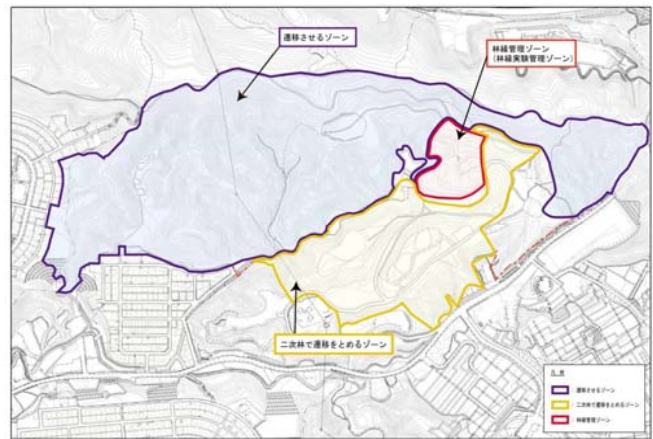 遷移させるゾーン
林縁管理ゾーン
(林縁実験管理ゾーン)
二次林で遷移をとめるゾーン
凡例
遷移させるゾーン
二次林で遷移をとめるゾーン
林縁管理ゾーン